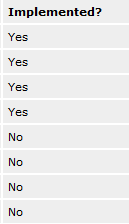 Implemented?
Yes
Yes
Yes
Yes
No
No
No
No